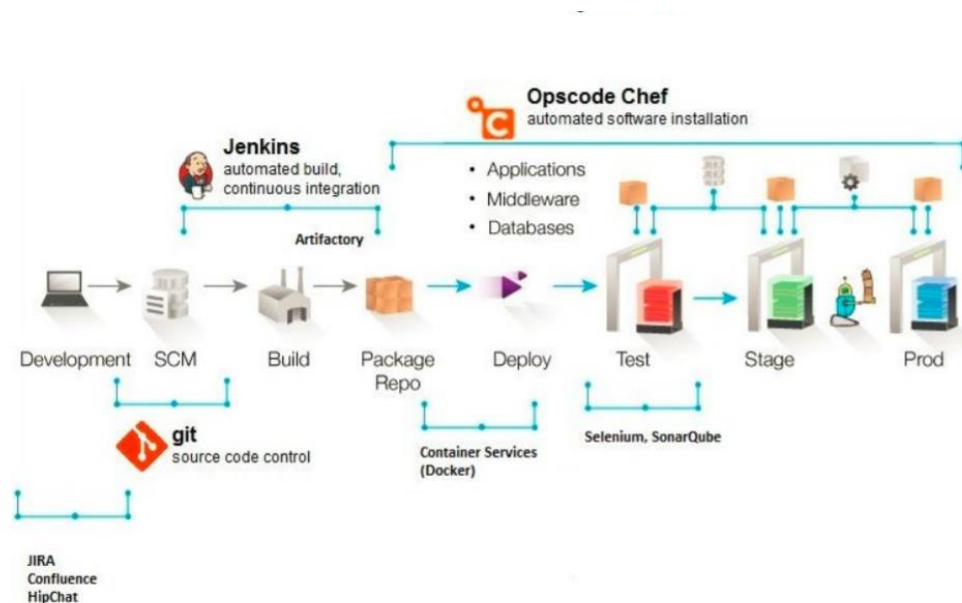 Opscode Chef
automated software installation
Jenkins
automated build,
continuous integration
• Applications
• Middleware
• Databases
Artifactory
Development
SCM
Build
Package
Repo
Deploy
Test
Stage
Prod
git
source code control
Container Services
(Docker)
Selenium, SonarQube
JIRA
Confluence
HipChat